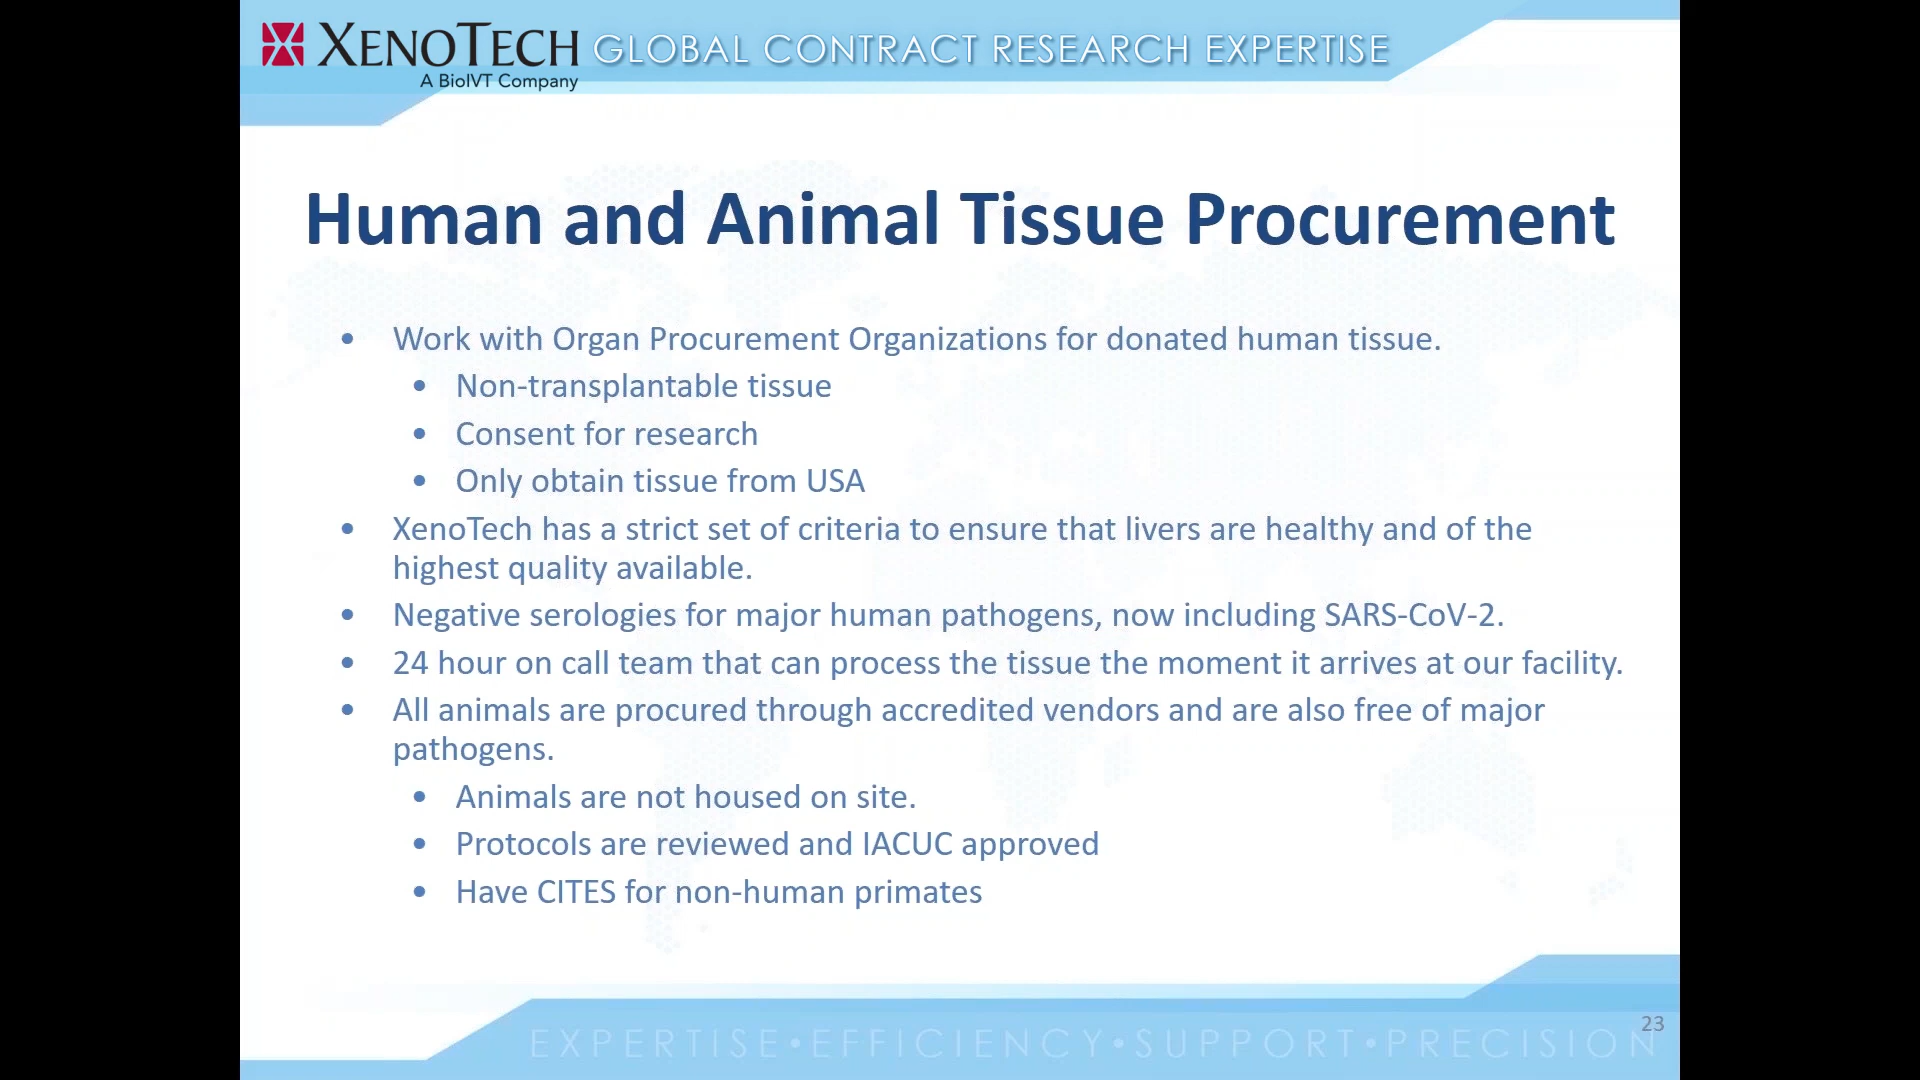 XENOTECH GLOBAL CONTRACT RESEARCH EXPERTISE
A BioIVT Company
Human and Animal Tissue Procurement
• Work with Organ Procurement Organizations for donated human tissue.
• Non-transplantable tissue
• Consent for research
• Only obtain tissue from USA
• XenoTech has a strict set of criteria to ensure that livers are healthy and of the
highest quality available.
• Negative serologies for major human pathogens, now including SARS-CoV-2.
• 24 hour on call team that can process the tissue the moment it arrives at our facility.
• All animals are procured through accredited vendors and are also free of major
pathogens.
• Animals are not housed on site.
• Protocols are reviewed and IACUC approved
• Have CITES for non-human primates
23
EXPERTISE•EFFICIENCY•SUPPORT•PRECISION